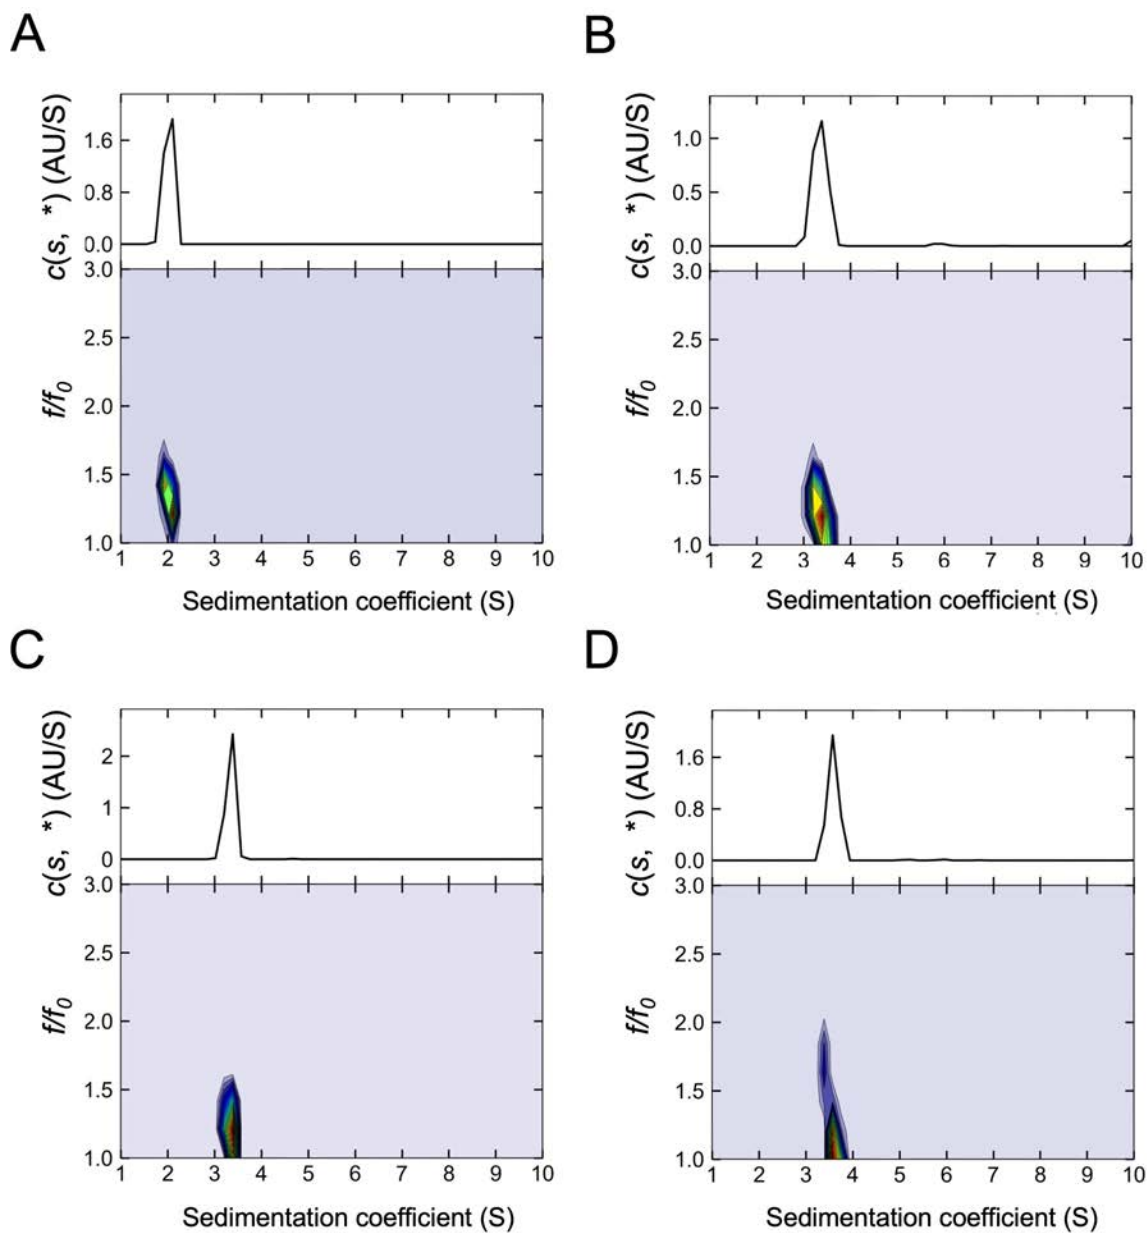 A
c(s, *) (AU/S)
1.6
0.8
0.0
3.0
2.5
2.0
1.5
1.0
f/f0
1 2 3 4 5 6 7 8 9 10
Sedimentation coefficient (S)
B
c(s, *) (AU/S)
1.0
0.5
0.0
3.0
2.5
2.0
1.5
1.0
f/f0
1 2 3 4 5 6 7 8 9 10
Sedimentation coefficient (S)
C
c(s, *) (AU/S)
2
1
0
3.0
2.5
2.0
1.5
1.0
f/f0
1 2 3 4 5 6 7 8 9 10
Sedimentation coefficient (S)
D
c(s, *) (AU/S)
1.6
0.8
0.0
3.0
2.5
2.0
1.5
1.0
f/f0
1 2 3 4 5 6 7 8 9 10
Sedimentation coefficient (S)